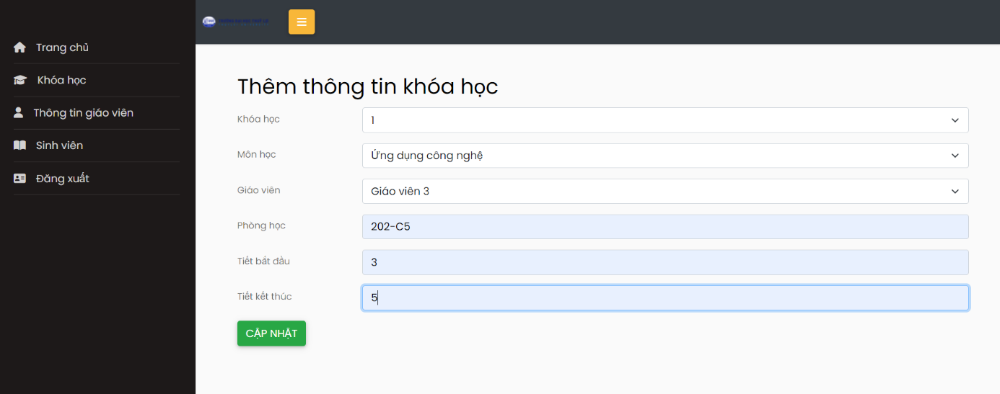 Trang chủ
Khóa học
Thông tin giáo viên
Sinh viên
Đăng xuất
Thêm thông tin khóa học
Khóa học
1
Môn học
Ứng dụng công nghệ
Giáo viên
Giáo viên 3
Phòng học
202-C5
Tiết bắt đầu
3
Tiết kết thúc
5
CẬP NHẬT